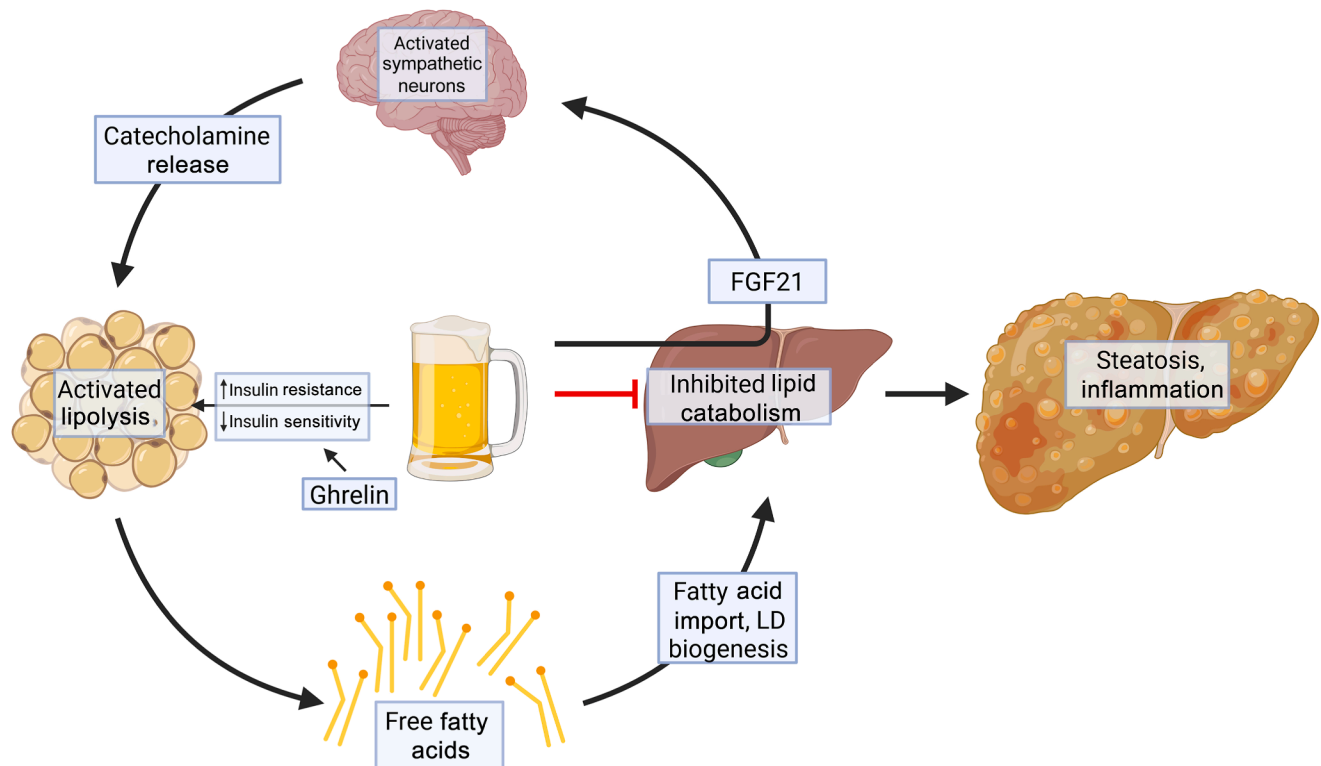 Activated
sympathetic
neurons
Catecholamine
release
FGF21
Activated
lipolysis
↑Insulin resistance
↓Insulin sensitivity
Ghrelin
Inhibited lipid
catabolism
Steatosis,
inflammation
Fatty acid
import, LD
biogenesis
Free fatty
acids